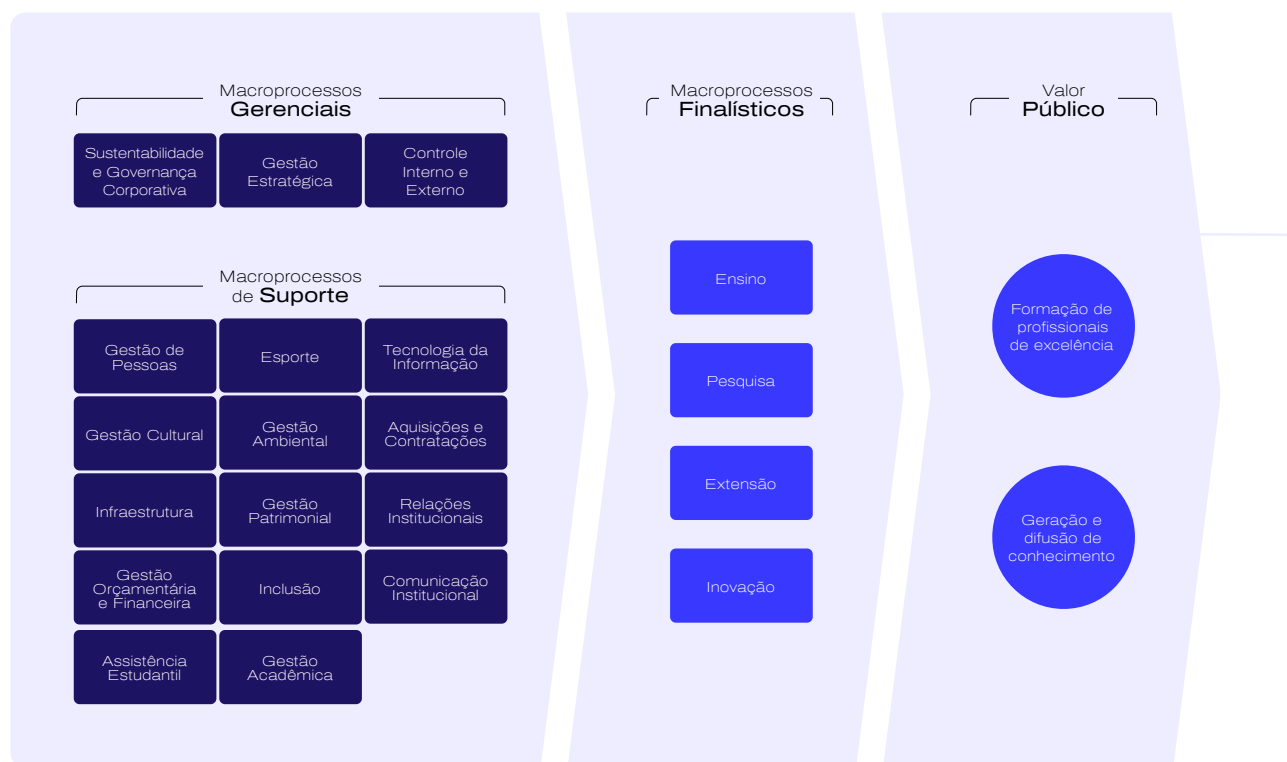 Macroprocessos
Gerenciais
Sustentabilidade
e Governança
Corporativa
Gestão
Estratégica
Controle
Interno e
Externo
Macroprocessos
de Suporte
Gestão de
Pessoas
Esporte
Tecnologia da
Informação
Gestão Cultural
Gestão
Ambiental
Aquisições e
Contratações
Infraestrutura
Gestão
Patrimonial
Relações
Institucionais
Gestão
Orçamentária
e Financeira
Inclusão
Comunicação
Institucional
Assistência
Estudantil
Gestão
Acadêmica
Macroprocessos
Finalísticos
Ensino
Pesquisa
Extensão
Inovação
Valor
Público
Formação de
profissionais
de excelência
Geração e
difusão de
conhecimento